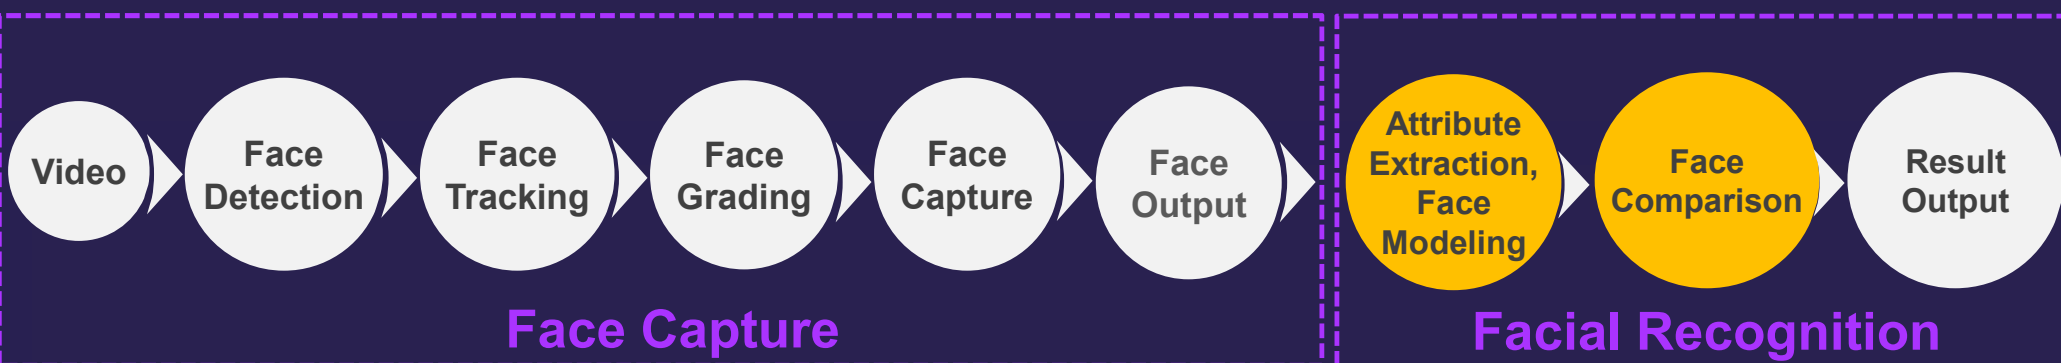 Video
Face
Detection
Face
Tracking
Face
Grading
Face
Capture
Face
Output
Attribute
Extraction,
Face
Modeling
Face
Comparison
Result
Output
Face Capture
Facial Recognition